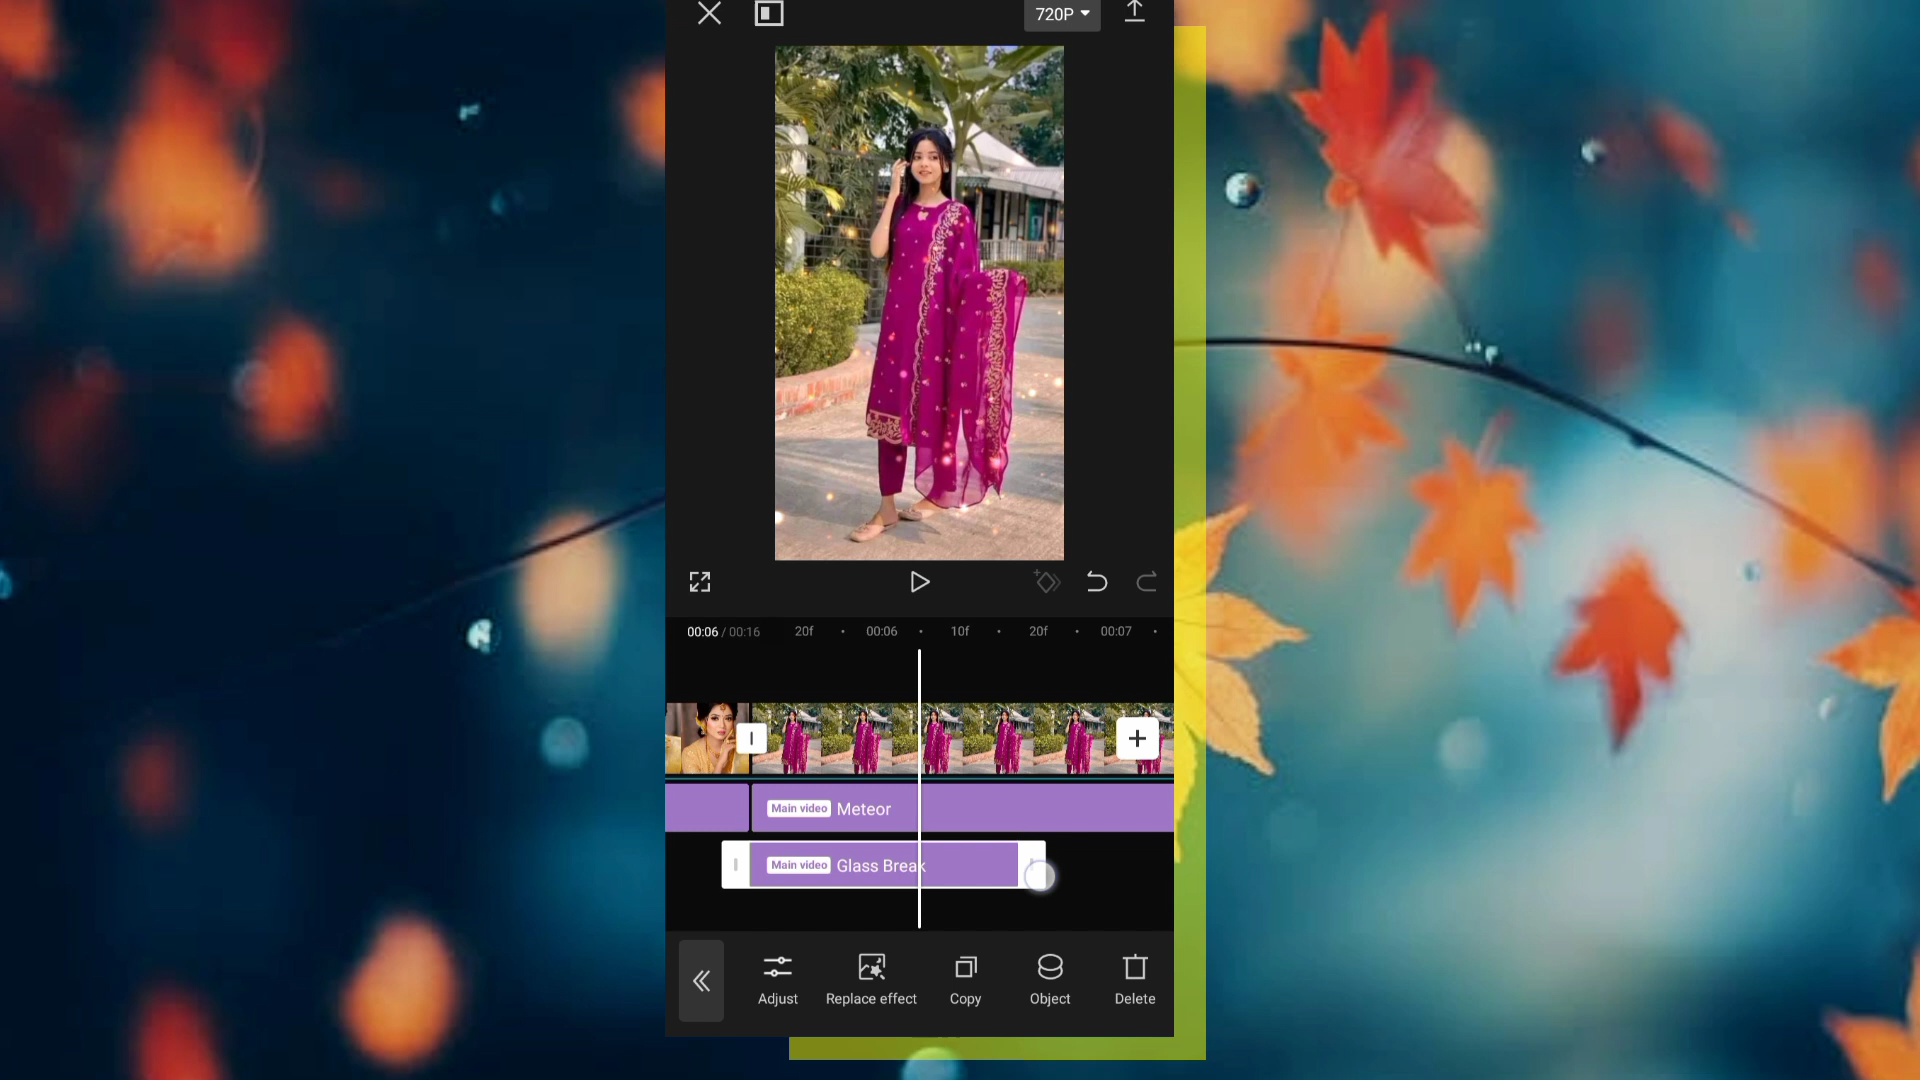 720P
00:06 / 00:16 20f 00:06 10f 20f 00:07
Main video Meteor
Main video Glass Break
Adjust Replace effect Copy Object Delete